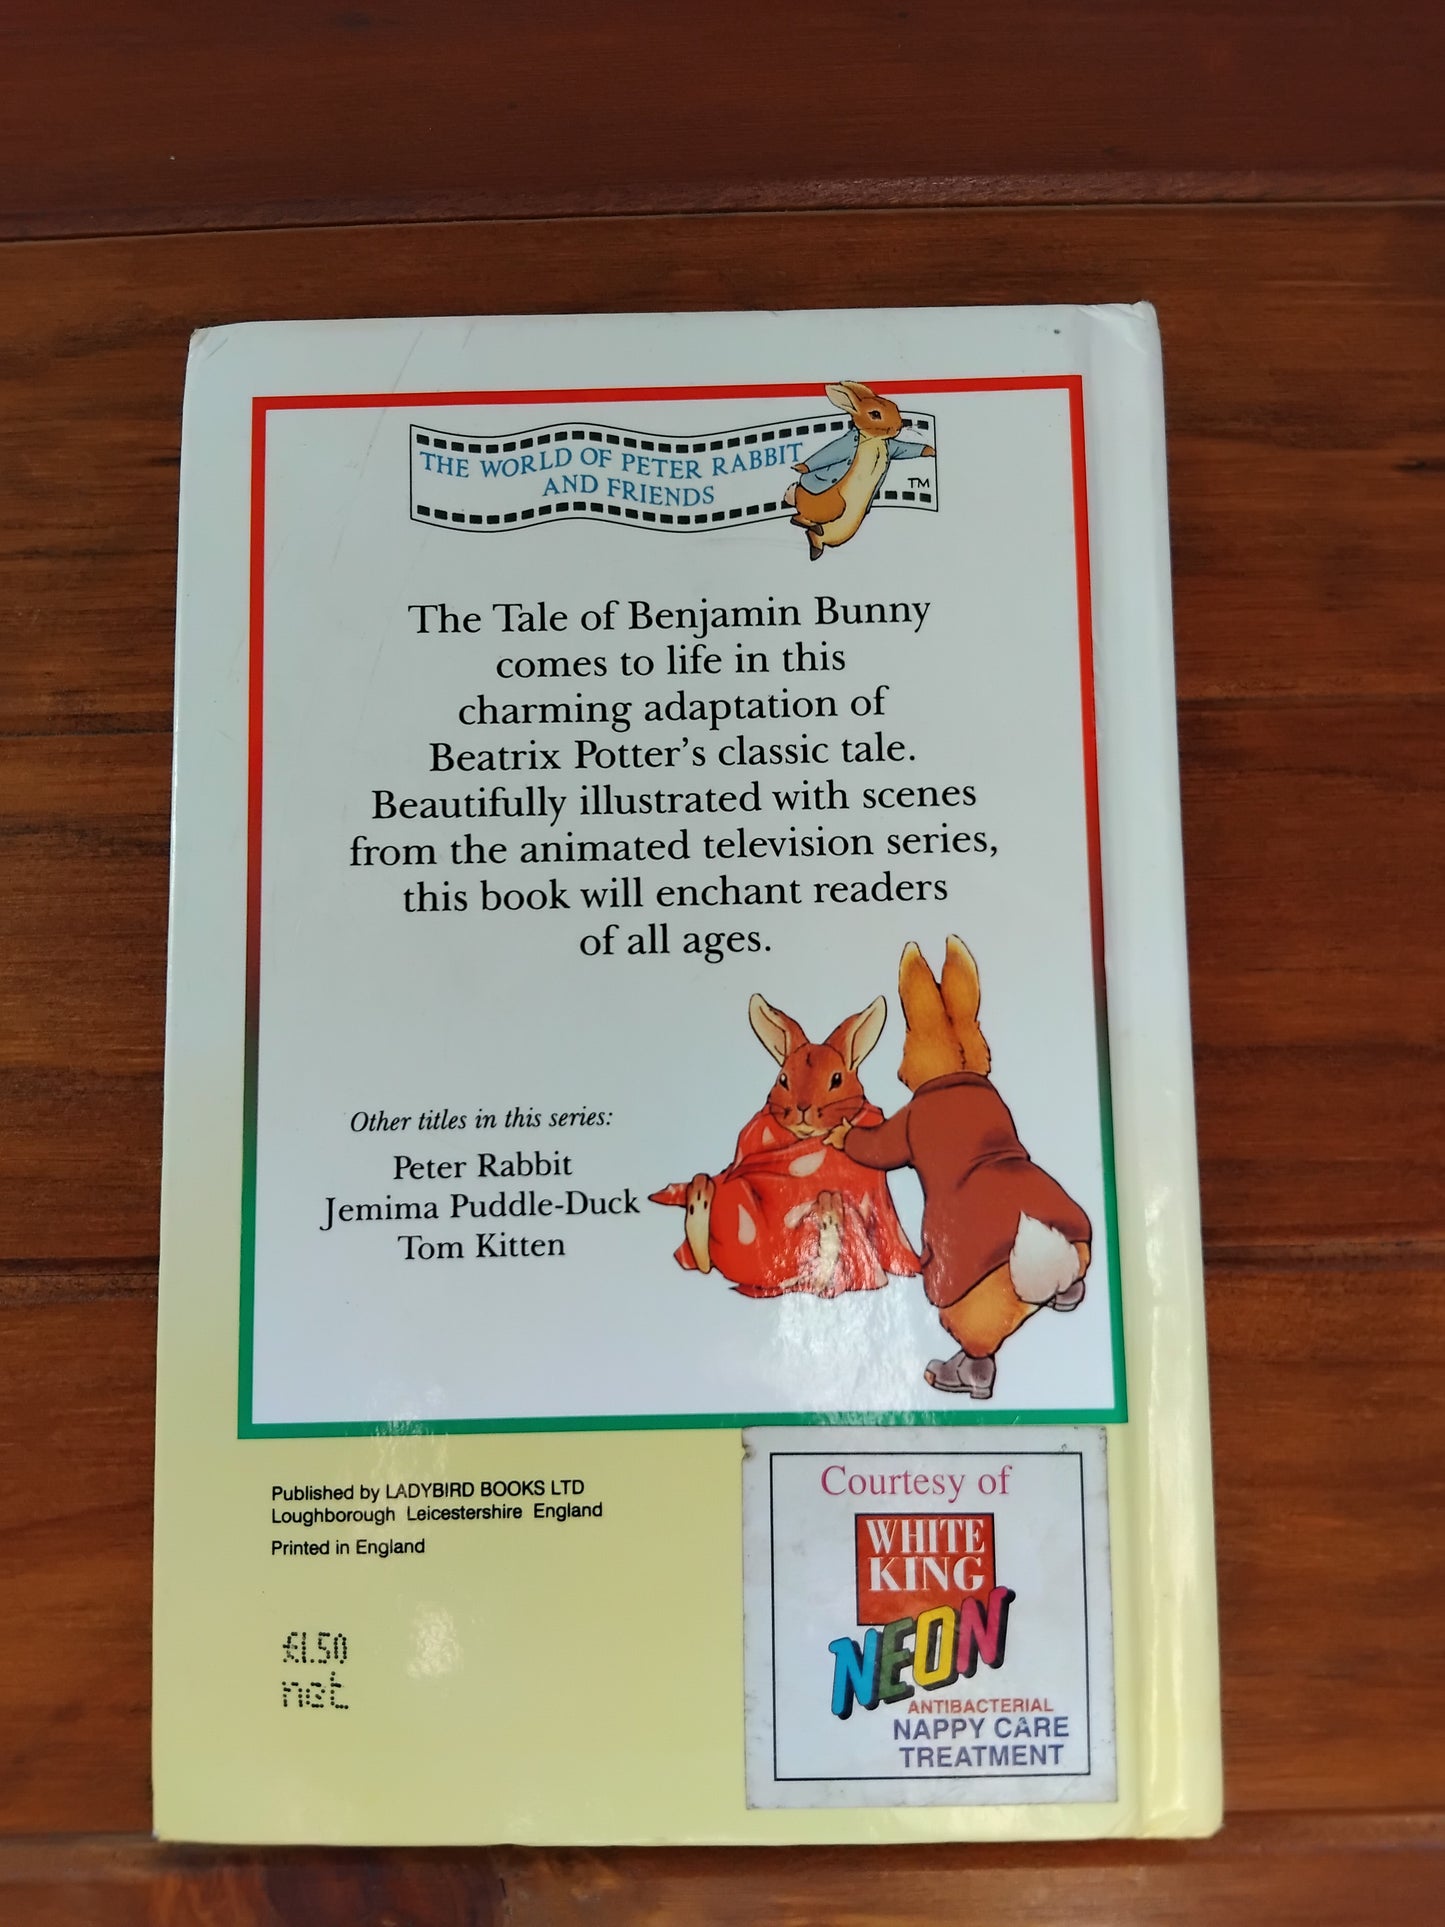 THE WORLD OF PETER RABBIT
AND FRIENDS
TM
The Tale of Benjamin Bunny
comes to life in this
charming adaptation of
Beatrix Potter's classic tale.
Beautifully illustrated with scenes
from the animated television series,
this book will enchant readers
of all ages.
Other titles in this series:
Peter Rabbit
Jemima Puddle-Duck
Tom Kitten
Published by LADYBIRD BOOKS LTD
Loughborough Leicestershire England
Printed in England
£1.50
net
Courtesy of
WHITE
KING
NEON
ANTIBACTERIAL
NAPPY CARE
TREATMENT